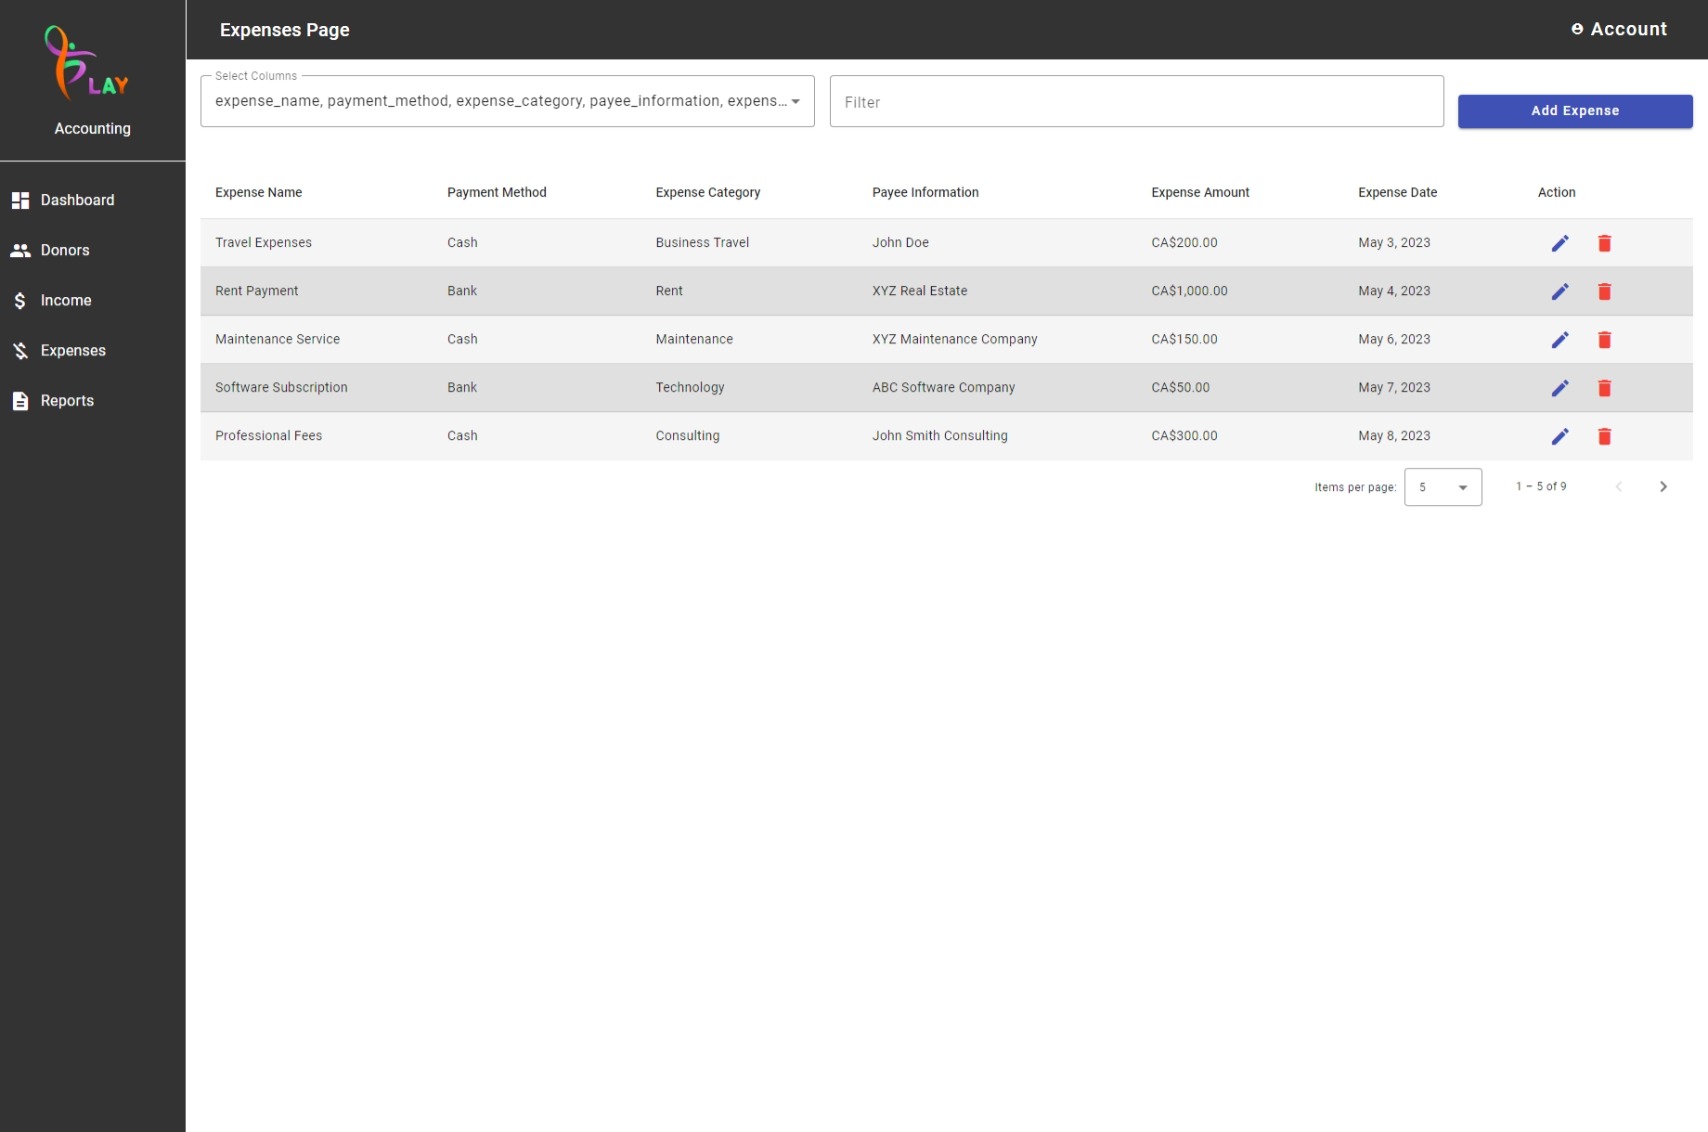 LAY
Accounting
Dashboard
Donors
Income
Expenses
Reports
Expenses Page
Account
Select Columns
expense_name, payment_method, expense_category, payee_information, expens...
Filter
Add Expense
Expense Name Payment Method Expense Category Payee Information Expense Amount Expense Date Action
Travel Expenses Cash Business Travel John Doe CA$200.00 May 3, 2023
Rent Payment Bank Rent XYZ Real Estate CA$1,000.00 May 4, 2023
Maintenance Service Cash Maintenance XYZ Maintenance Company CA$150.00 May 6, 2023
Software Subscription Bank Technology ABC Software Company CA$50.00 May 7, 2023
Professional Fees Cash Consulting John Smith Consulting CA$300.00 May 8, 2023
Items per page: 5 1 – 5 of 9